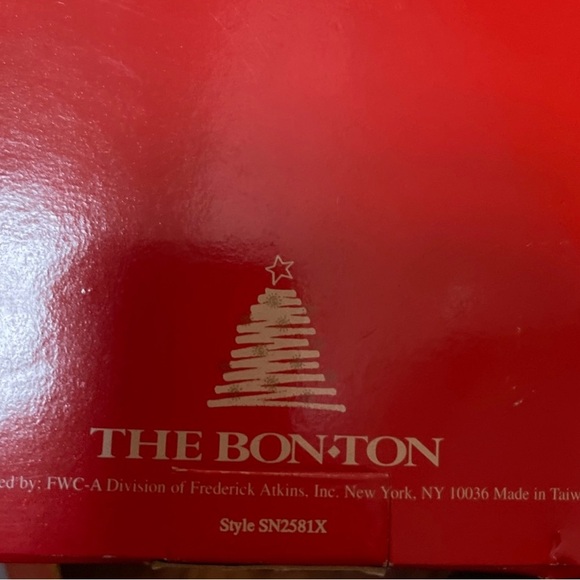 THE BON•TON
ed by: FWC-A Division of Frederick Atkins, Inc. New York, NY 10036 Made in Taiw
Style SN2581X